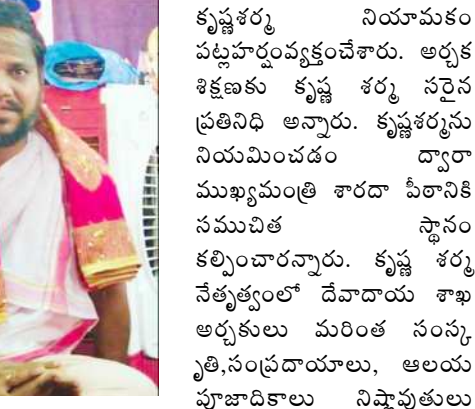 కృష్ణశర్మ నియామకం
పట్లహర్షంవ్యక్తంచేశారు. అర్చక
శిక్షణకు కృష్ణ శర్మ సరైన
ప్రతినిధి అన్నారు. కృష్ణశర్మను
నియమించడం ద్వారా
ముఖ్యమంత్రి శారదా పీఠానికి
సముచిత స్థానం
కల్పించారన్నారు. కృష్ణ శర్మ
నేతృత్వంలో దేవాదాయ శాఖ
అర్చకులు మరింత సంస్క
ృతి,సంప్రదాయాలు, ఆలయ
పూజాదికాలు నిష్ణావుతులు